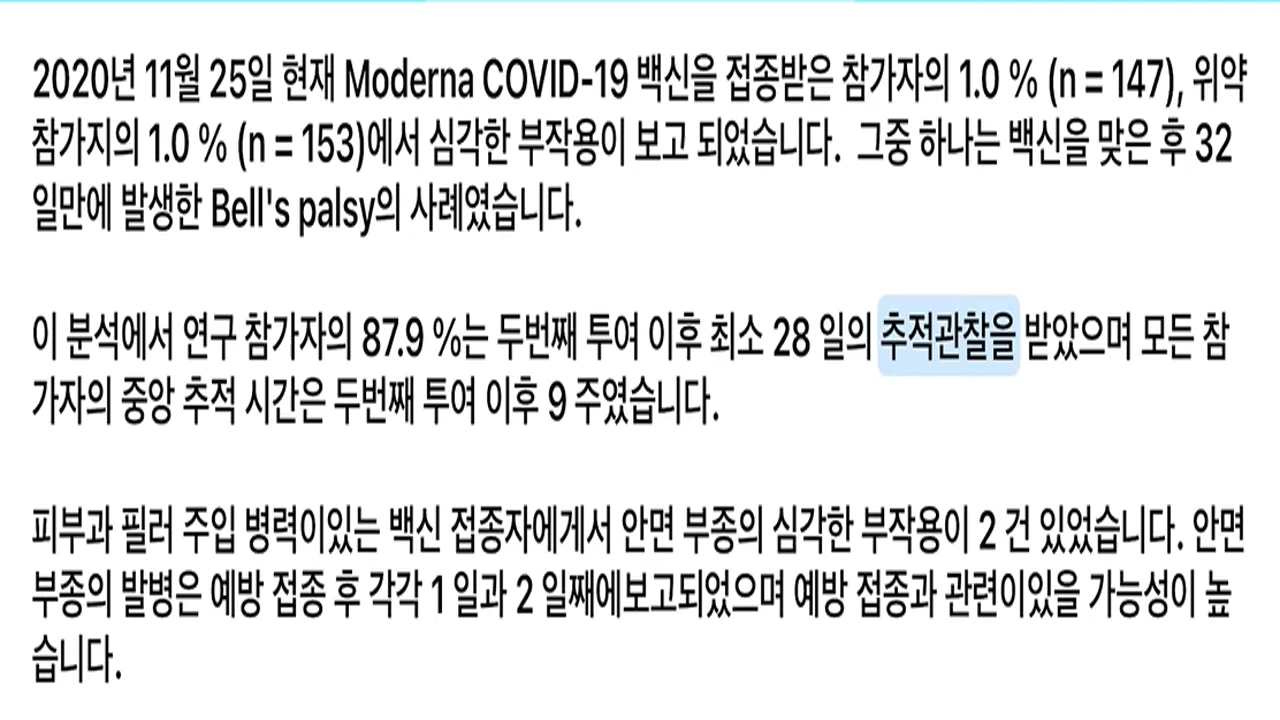 2020년 11월 25일 현재 Moderna COVID-19 백신을 접종받은 참가자의 1.0 % (n = 147), 위약
참가지의 1.0 % (n = 153)에서 심각한 부작용이 보고 되었습니다. 그중 하나는 백신을 맞은 후 32
일만에 발생한 Bell's palsy의 사례였습니다.
이 분석에서 연구 참가자의 87.9 %는 두번째 투여 이후 최소 28 일의 추적관찰을 받았으며 모든 참
가자의 중앙 추적 시간은 두번째 투여 이후 9 주였습니다.
피부과 필러 주입 병력이있는 백신 접종자에게서 안면 부종의 심각한 부작용이 2 건 있었습니다. 안면
부종의 발병은 예방 접종 후 각각 1 일과 2 일째에보고되었으며 예방 접종과 관련이있을 가능성이 높
습니다.